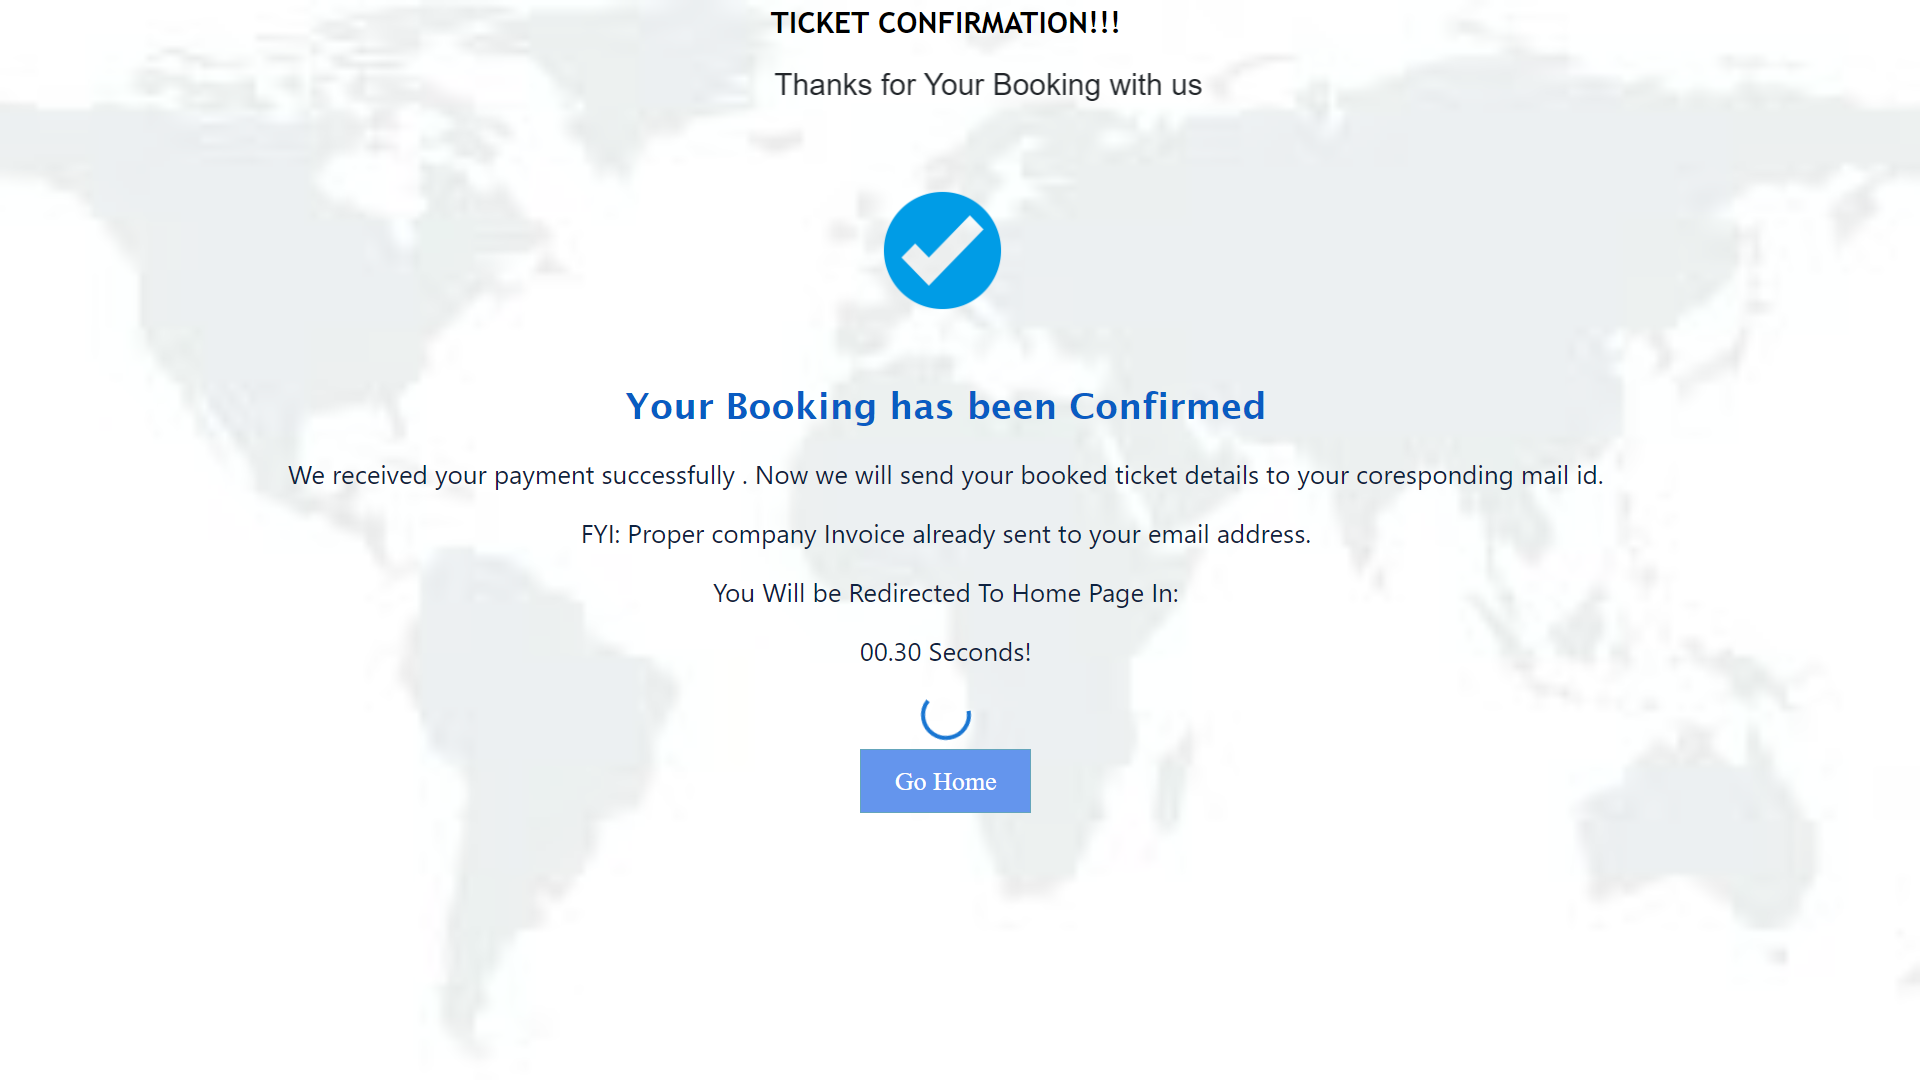 TICKET CONFIRMATION!!!
Thanks for Your Booking with us
Your Booking has been Confirmed
We received your payment successfully . Now we will send your booked ticket details to your coresponding mail id.
FYI: Proper company Invoice already sent to your email address.
You Will be Redirected To Home Page In:
00.30 Seconds!
Go Home